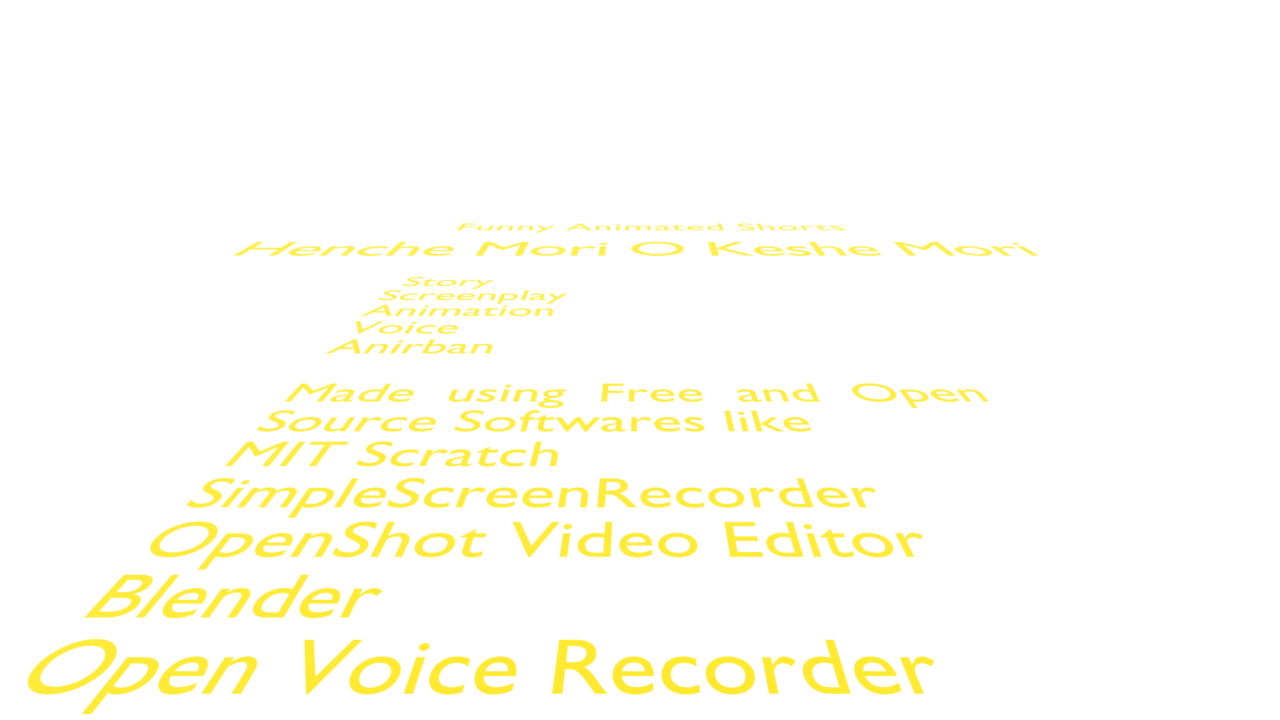 Funny Animated Shorts
Henche Mori O Keshe Mori
Story
Screenplay
Animation
Voice
Anirban
Made using Free and Open
Source Softwares like
MIT Scratch
SimpleScreenRecorder
OpenShot Video Editor
Blender
Open Voice Recorder